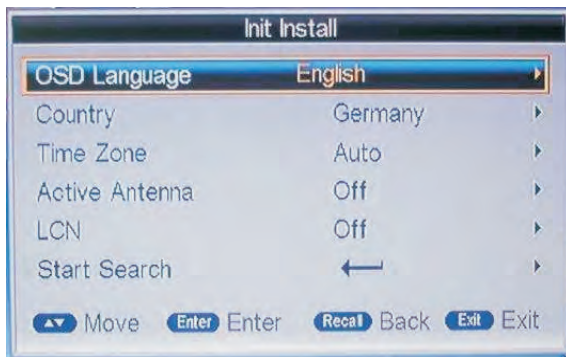 Init Install
OSD Language English
Country Germany
Time Zone Auto
Active Antenna Off
LCN Off
Start Search
Move Enter Enter Recall Back Exit Exit